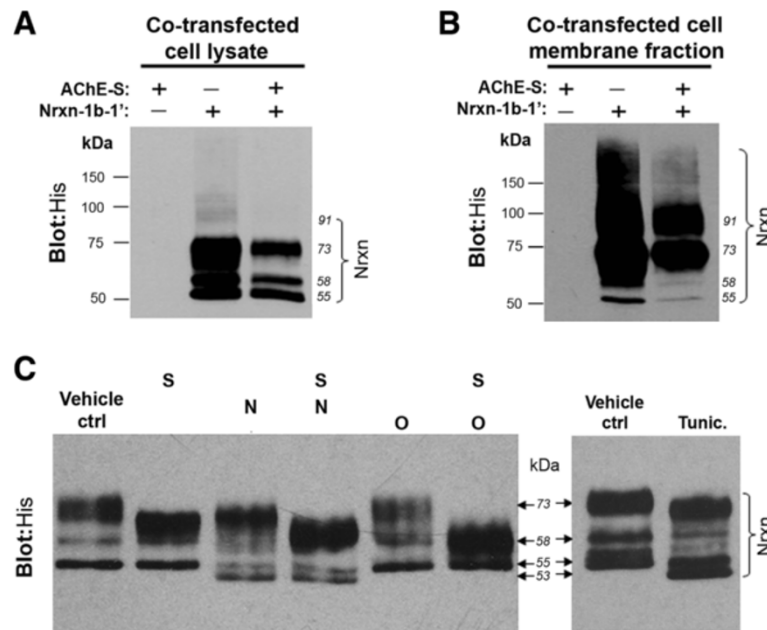 A
Co-transfected
cell lysate
AChE-S: + – +
Nrxn-1b-1': – + +
kDa
150
100
75
50
Blot:His
91
73
58
55
Nrxn
B
Co-transfected cell
membrane fraction
AChE-S: + – +
Nrxn-1b-1': – + +
kDa
150
100
75
50
Blot:His
91
73
58
55
Nrxn
C
Vehicle
ctrl
S
N
S
N
O
S
O
Blot:His
kDa
73
58
55
53
Vehicle
ctrl
Tunic.
Nrxn